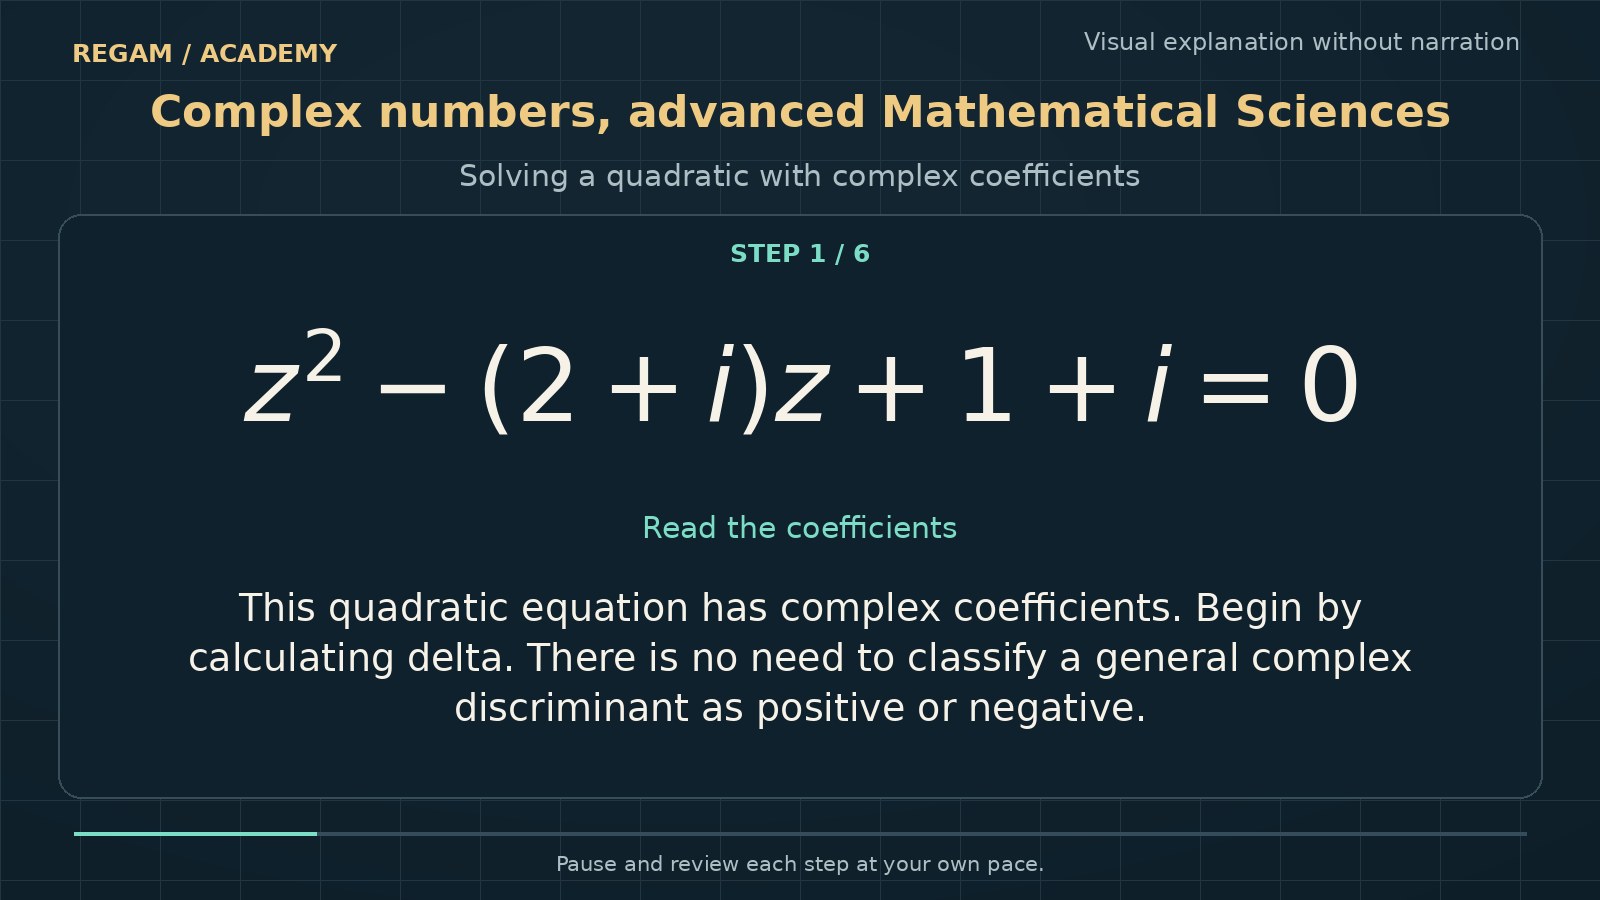 REGAM / ACADEMY
Visual explanation without narration
Complex numbers, advanced Mathematical Sciences
Solving a quadratic with complex coefficients
STEP 1 / 6
z² − (2 + i)z + 1 + i = 0
Read the coefficients
This quadratic equation has complex coefficients. Begin by
calculating delta. There is no need to classify a general complex
discriminant as positive or negative.
Pause and review each step at your own pace.